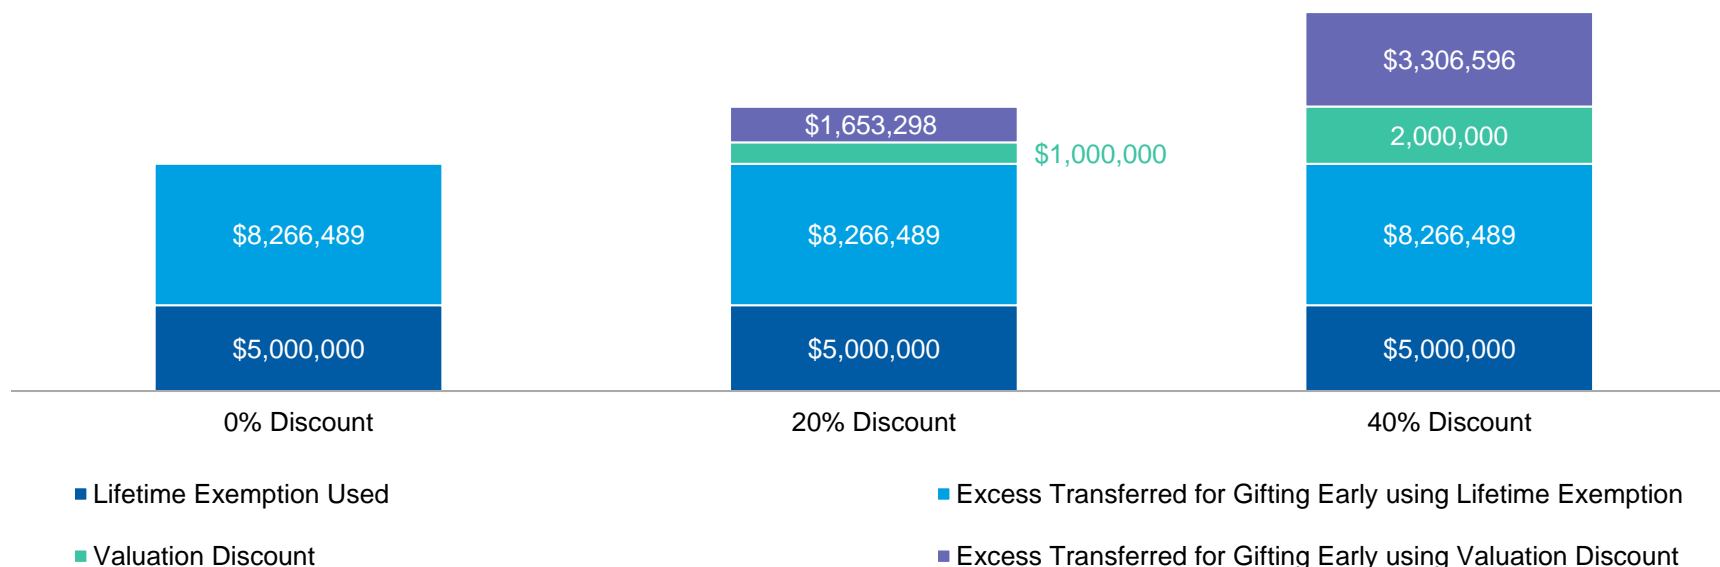 $3,306,596
$1,653,298
2,000,000
$1,000,000
$8,266,489
$8,266,489
$8,266,489
$5,000,000
$5,000,000
$5,000,000
0% Discount
20% Discount
40% Discount
Lifetime Exemption Used
Excess Transferred for Gifting Early using Lifetime Exemption
Valuation Discount
Excess Transferred for Gifting Early using Valuation Discount